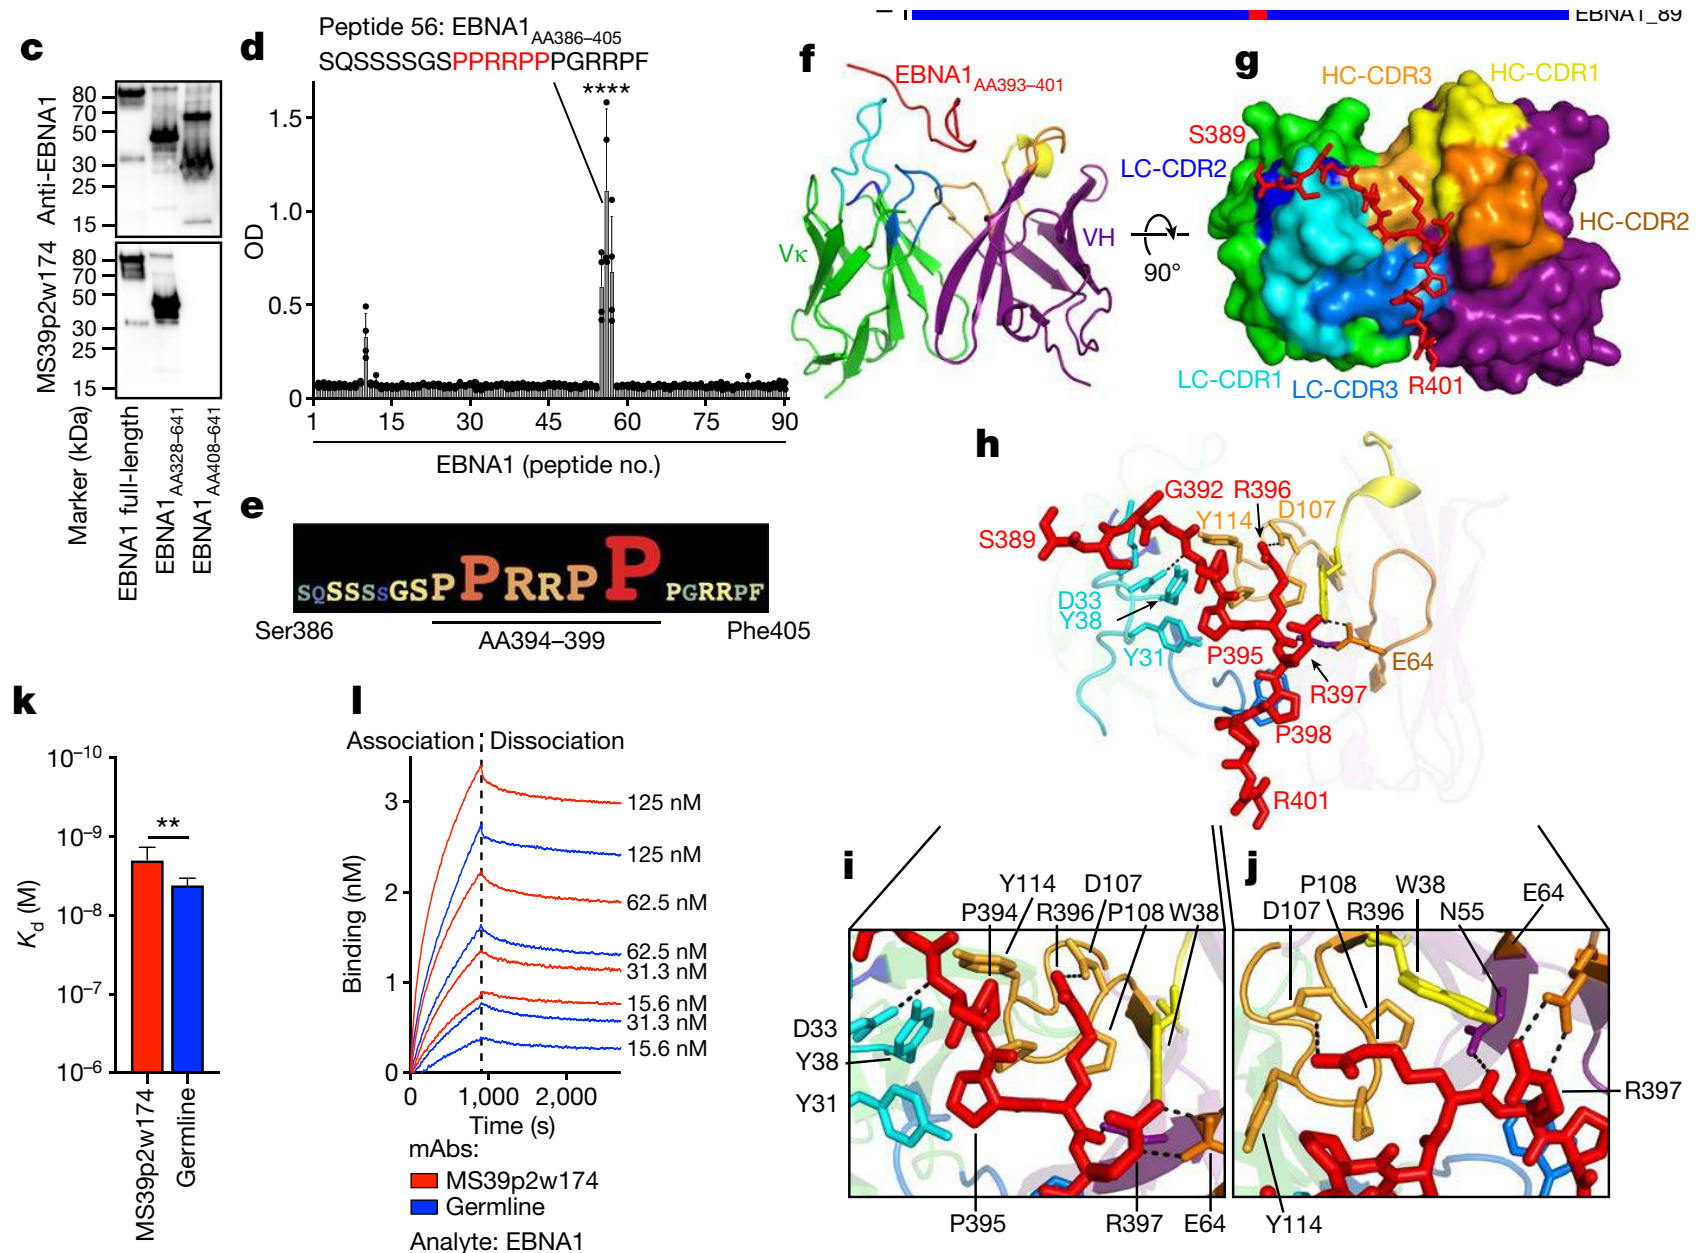 EBNA1_89
c
Anti-EBNA1
80
70
50
30
25
15
MS39p2w174
80
70
50
30
25
15
Marker (kDa)
EBNA1 full-length
EBNA1AA328–641
EBNA1AA408–641
d
Peptide 56: EBNA1AA386–405
SQSSSSGSPPRRPPPGRRPF
****
OD
1.5
1.0
0.5
0
1 15 30 45 60 75 90
EBNA1 (peptide no.)
e
SQSSSSGSPPRRPPPGRRPF
Ser386
AA394–399
Phe405
f
EBNA1AA393–401
Vκ
VH
90°
g
HC-CDR3
HC-CDR1
S389
LC-CDR2
HC-CDR2
LC-CDR1
LC-CDR3
R401
h
G392
R396
D107
Y114
S389
D33
Y38
Y31
P395
E64
R397
P398
R401
i
Y114
D107
P394
R396
P108
W38
D33
Y38
Y31
P395
R397
E64
j
P108
W38
E64
D107
R396
N55
R397
Y114
k
Kd (M)
10–10
10–9
10–8
10–7
10–6
**
MS39p2w174
Germline
l
Association
Dissociation
Binding (nM)
3
2
1
0
125 nM
125 nM
62.5 nM
62.5 nM
31.3 nM
15.6 nM
31.3 nM
15.6 nM
0 1,000 2,000
Time (s)
mAbs:
MS39p2w174
Germline
Analyte: EBNA1